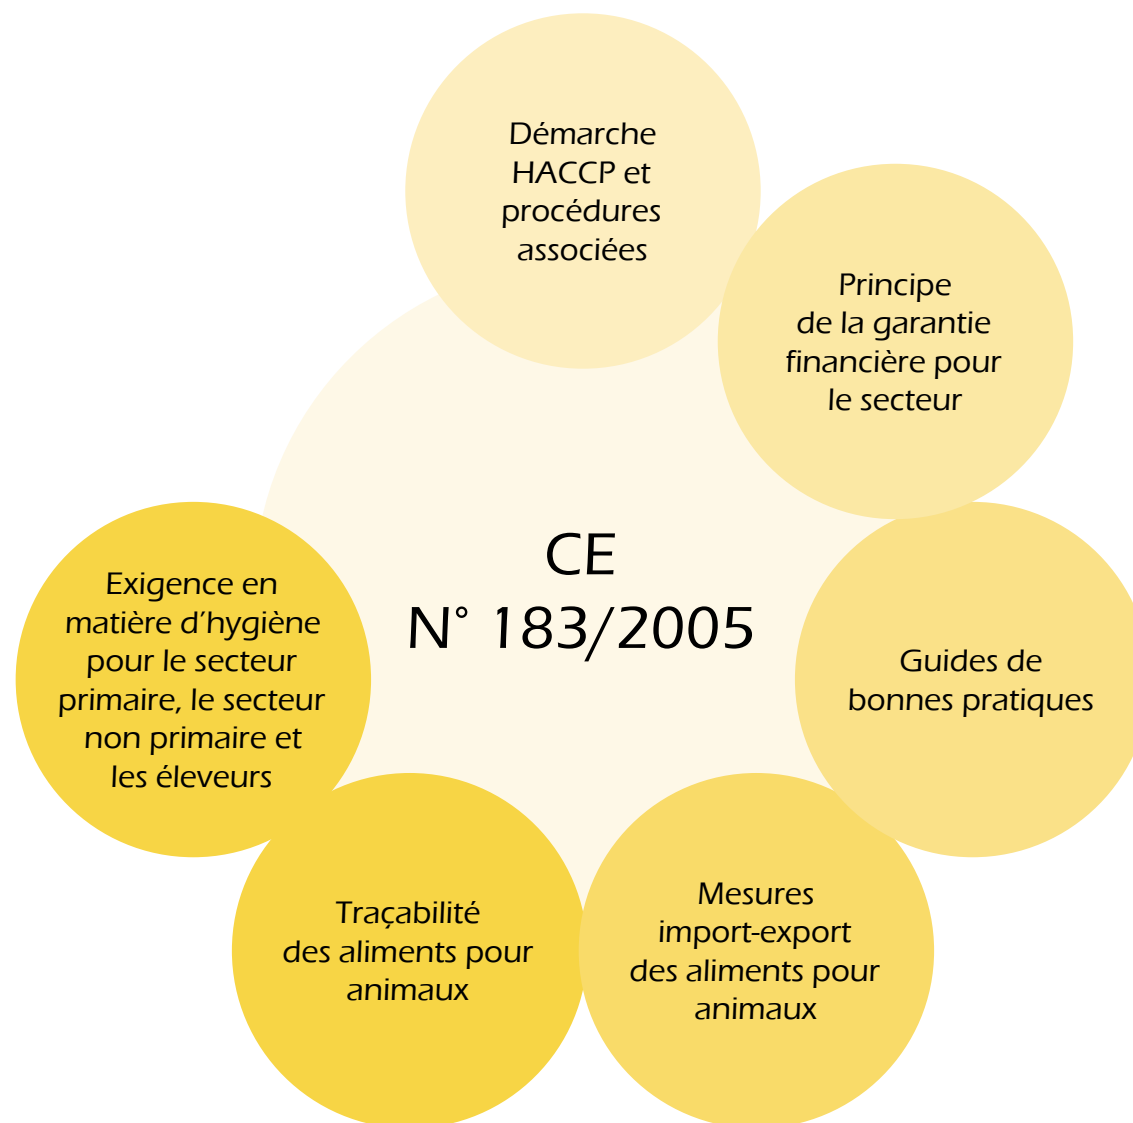 Démarche
HACCP et
procédures
associées
Principe
de la garantie
financière pour
le secteur
CE
N° 183/2005
Exigence en
matière d’hygiène
pour le secteur
primaire, le secteur
non primaire et
les éleveurs
Guides de
bonnes pratiques
Traçabilité
des aliments pour
animaux
Mesures
import-export
des aliments pour
animaux